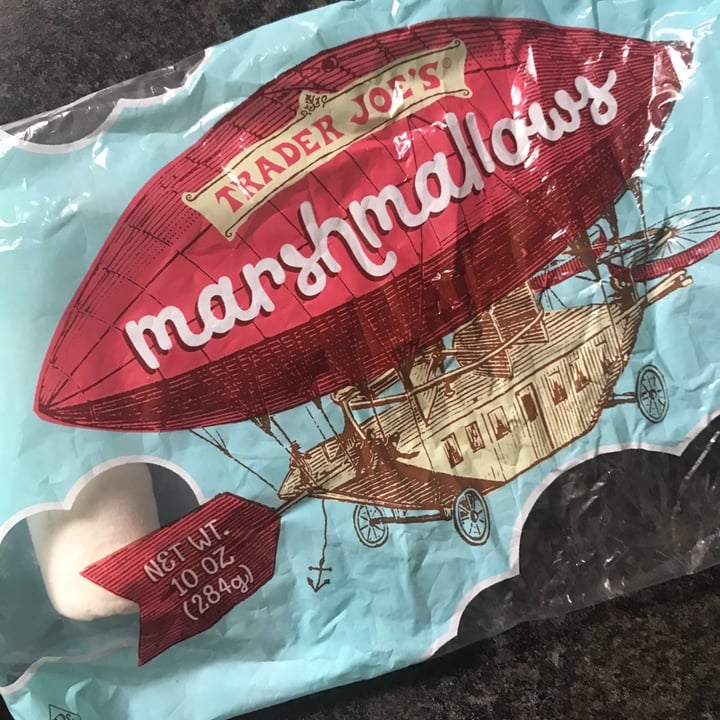 TRADER JOE'S®
marshmallows
NET WT.
10 OZ
(284g)